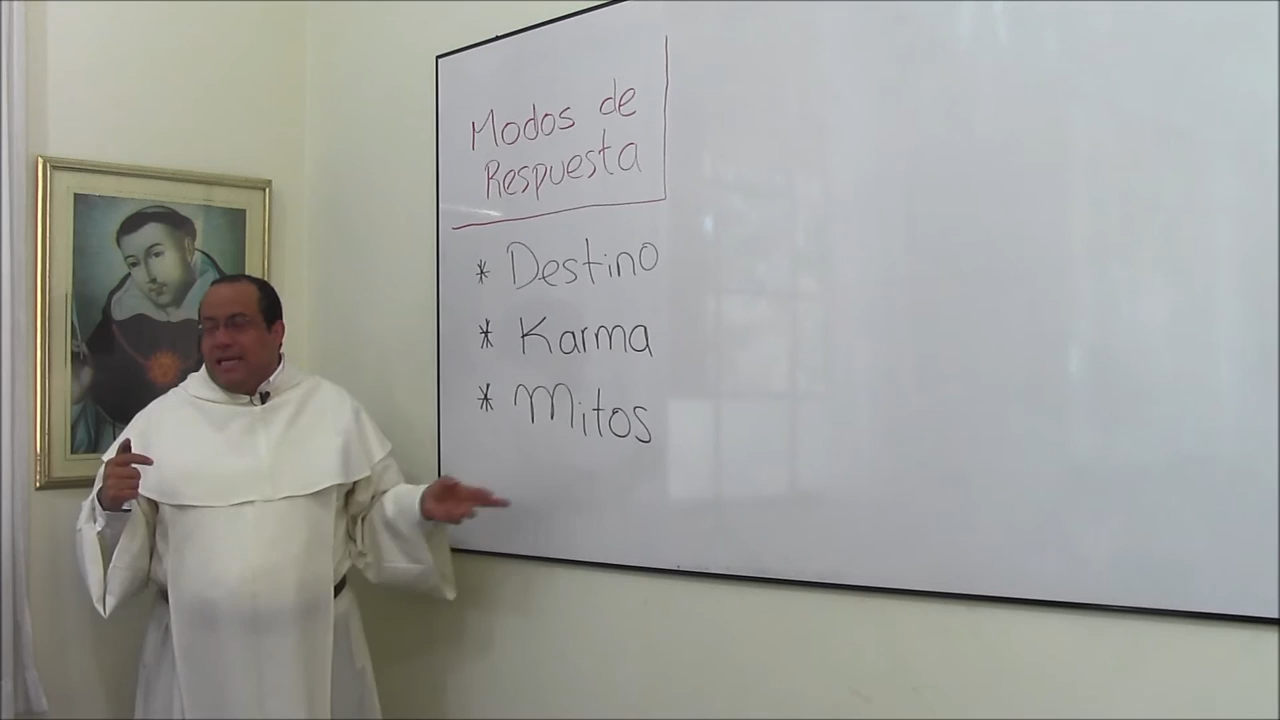 Modos de
Respuesta
* Destino
* Karma
* Mitos